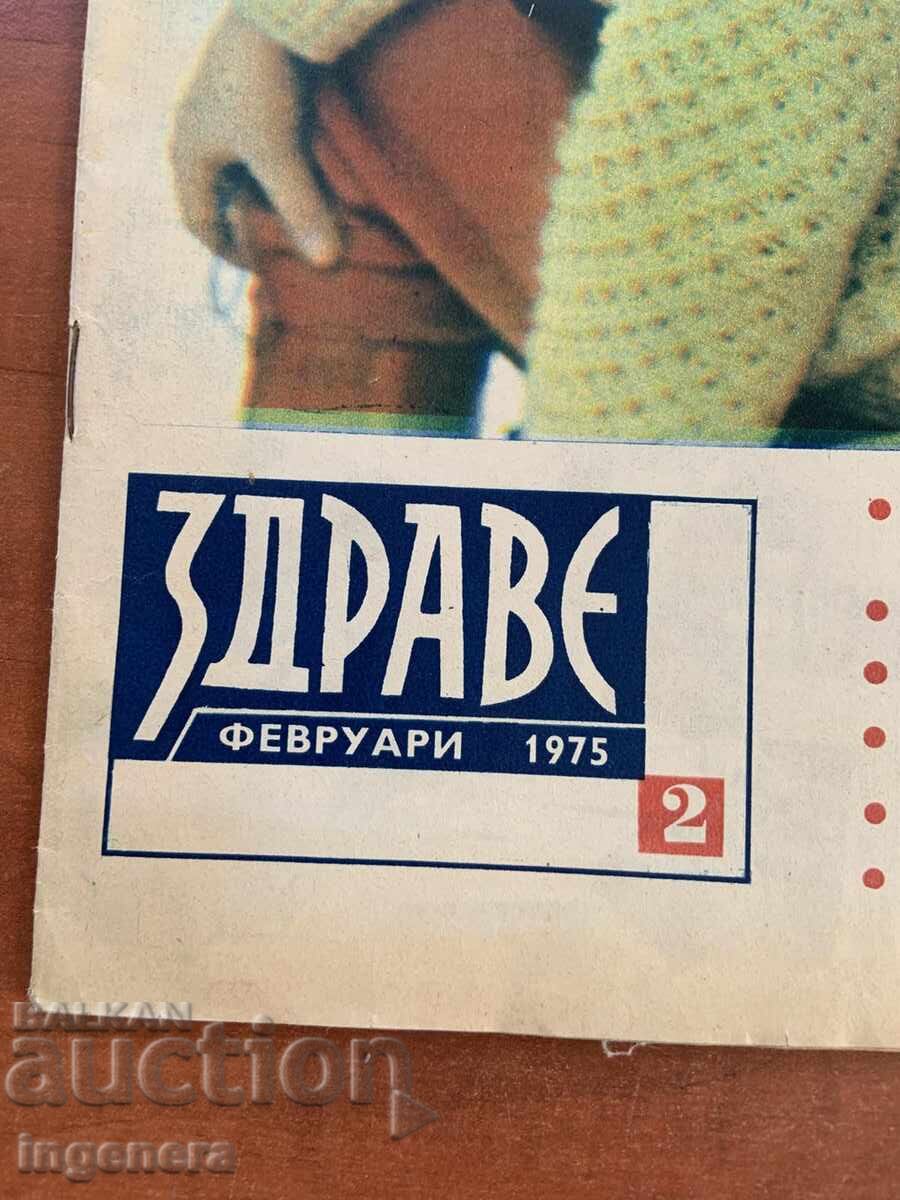 ЗДРАВЕ
ФЕВРУАРИ 1975
2
BALKAN
auction
ingenera